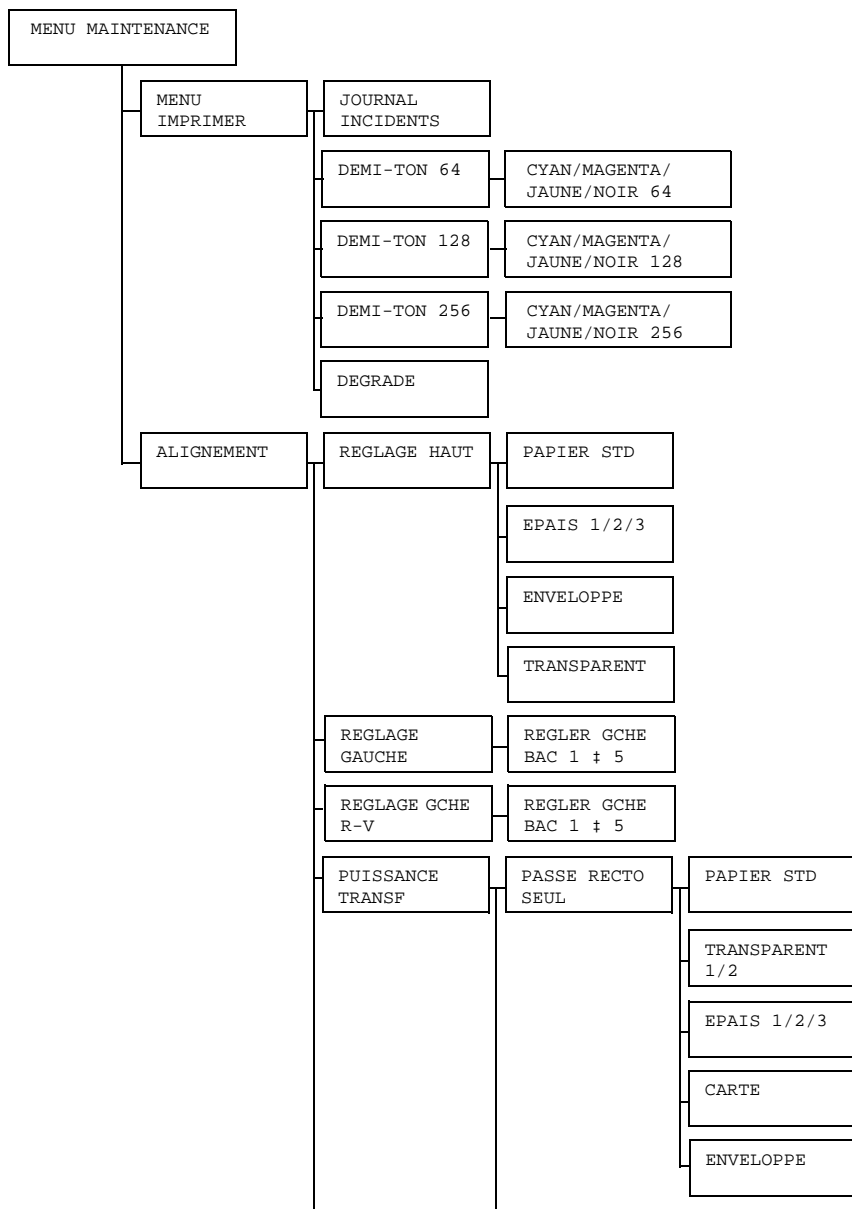 MENU MAINTENANCE
MENU
IMPRIMER
JOURNAL
INCIDENTS
DEMI-TON 64
CYAN/MAGENTA/
JAUNE/NOIR 64
DEMI-TON 128
CYAN/MAGENTA/
JAUNE/NOIR 128
DEMI-TON 256
CYAN/MAGENTA/
JAUNE/NOIR 256
DEGRADE
ALIGNEMENT
REGLAGE HAUT
PAPIER STD
EPAIS 1/2/3
ENVELOPPE
TRANSPARENT
REGLAGE
GAUCHE
REGLER GCHE
BAC 1 ‡ 5
REGLAGE GCHE
R-V
REGLER GCHE
BAC 1 ‡ 5
PUISSANCE
TRANSF
PASSE RECTO
SEUL
PAPIER STD
TRANSPARENT
1/2
EPAIS 1/2/3
CARTE
ENVELOPPE